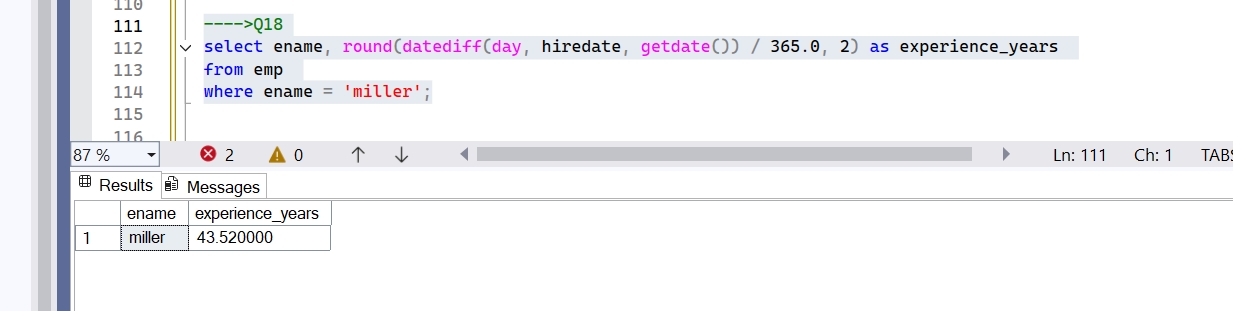 110
111 ---->Q18
112 select ename, round(datediff(day, hiredate, getdate()) / 365.0, 2) as experience_years
113 from emp
114 where ename = 'miller';
115
116
87 % 2 0 Ln: 111 Ch: 1 TABS
Results Messages
ename experience_years
1 miller 43.520000